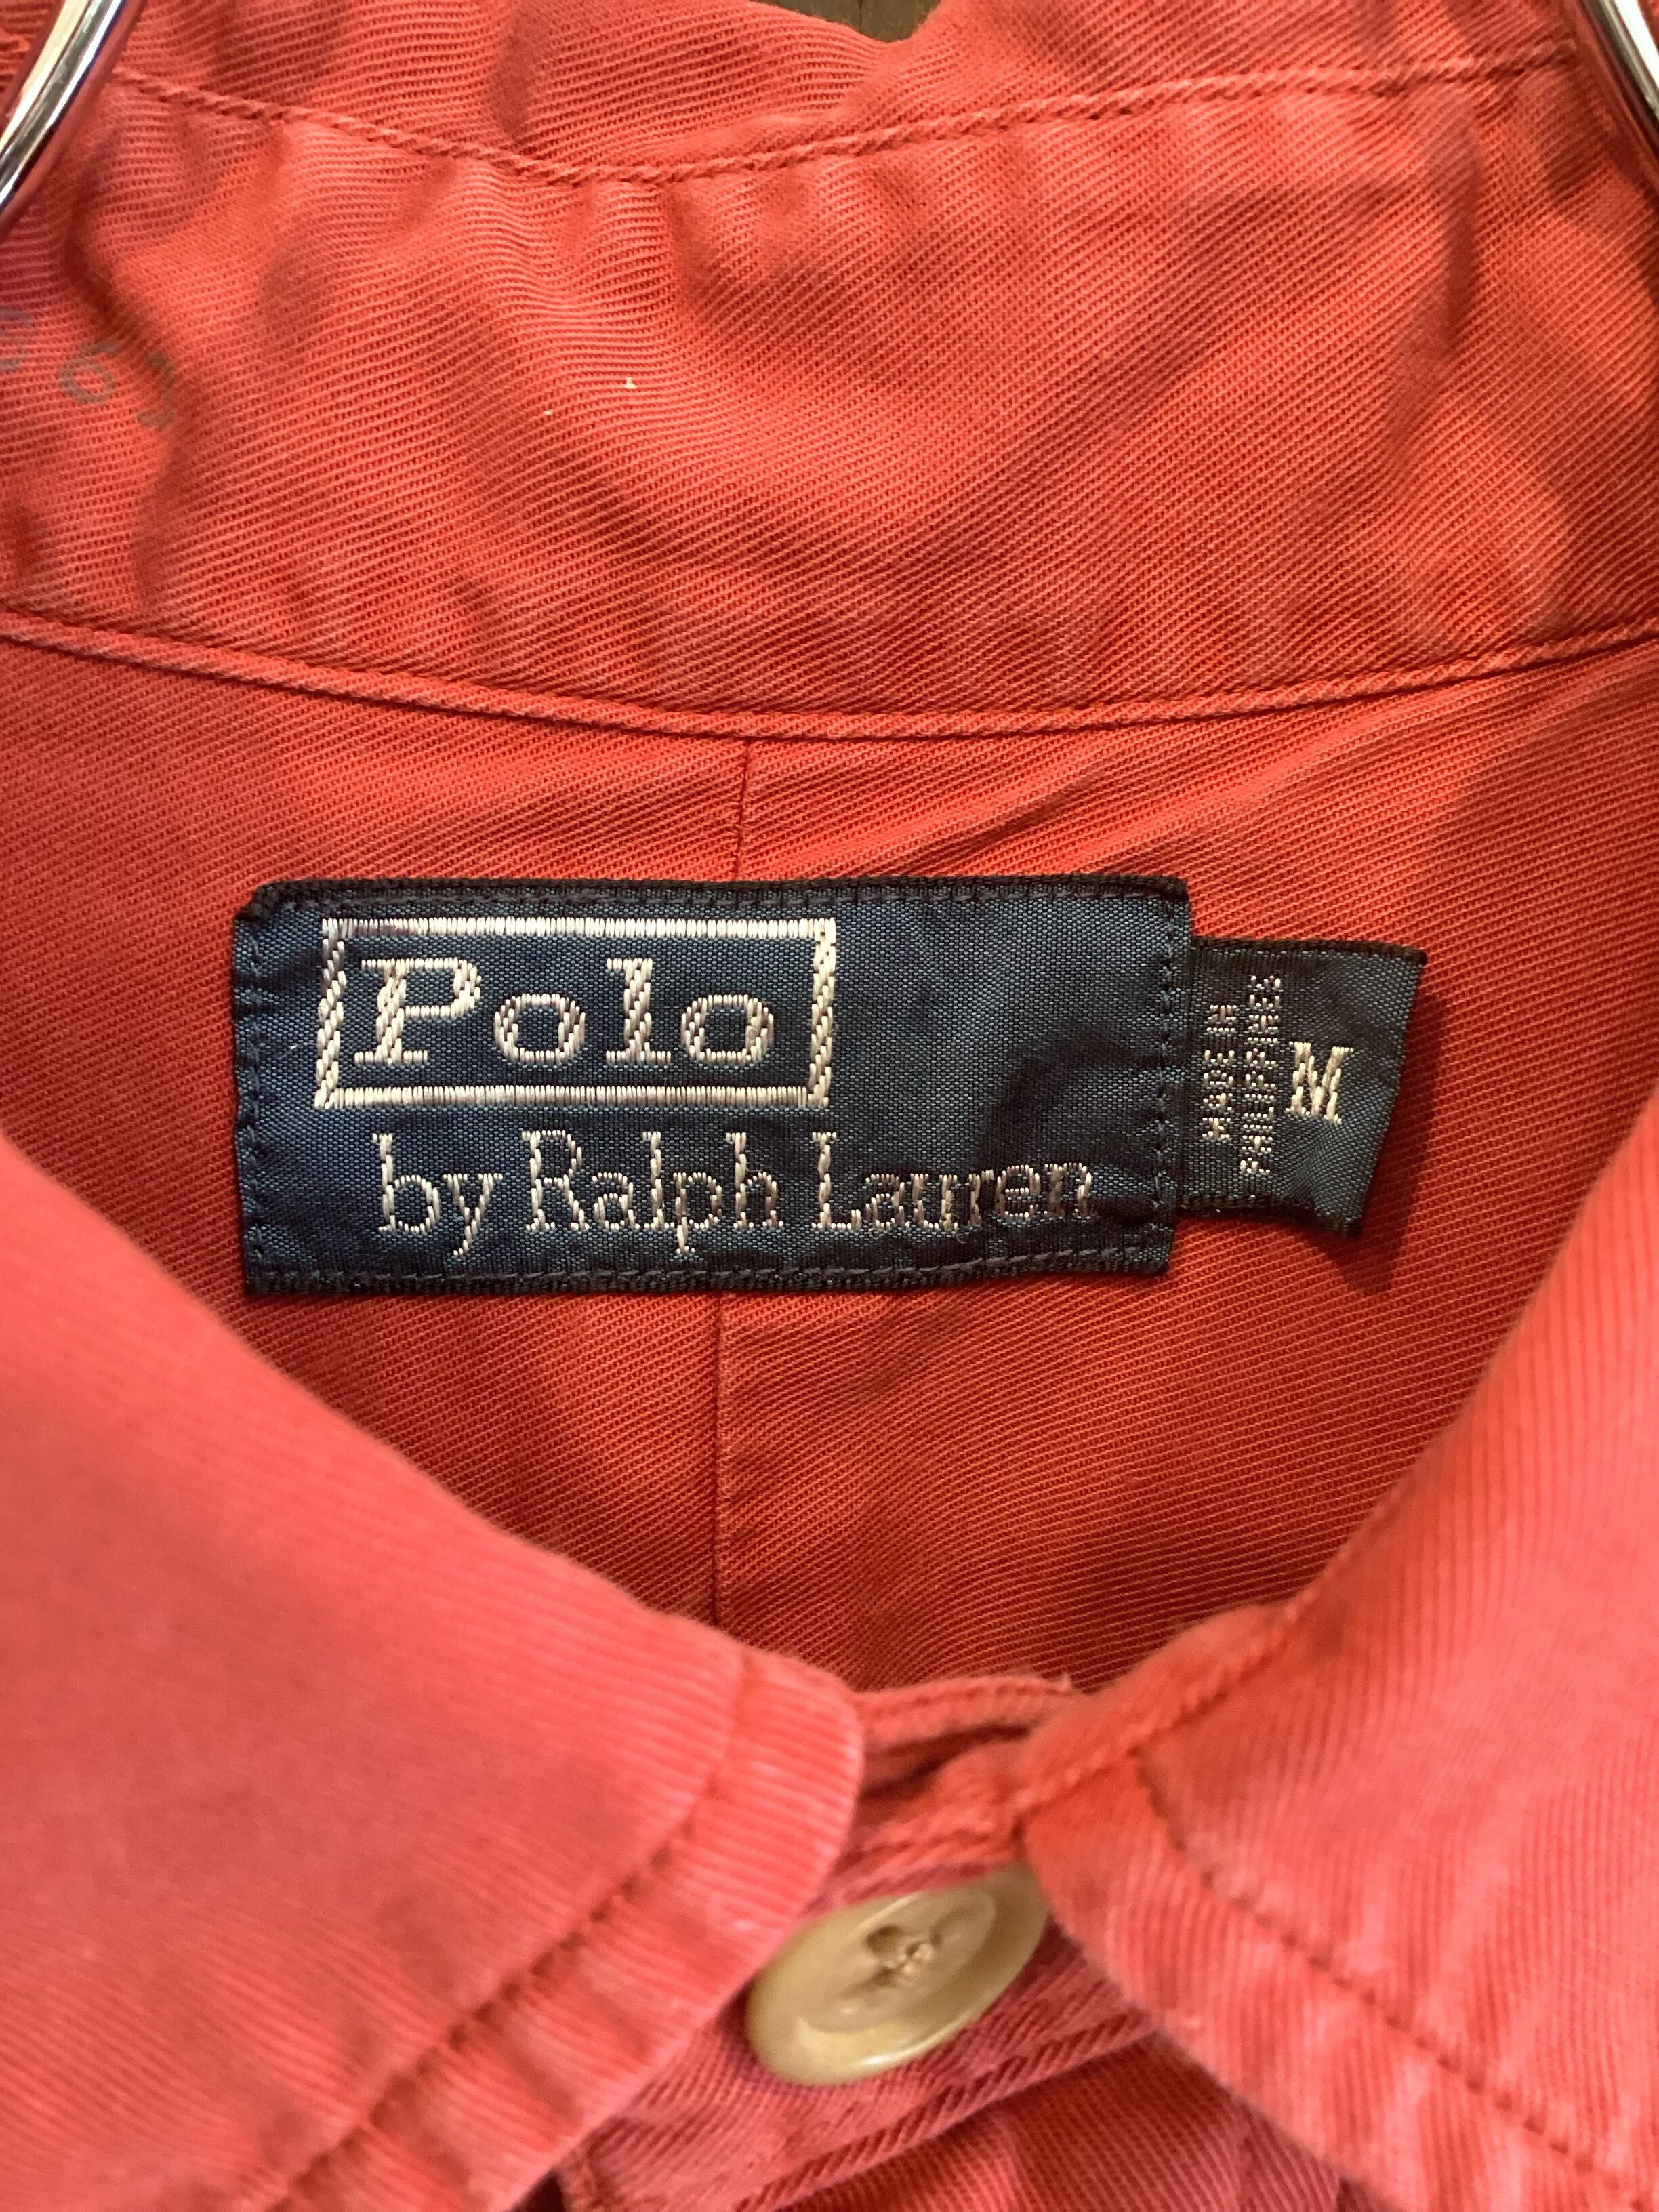 Polo
by Ralph Lauren
MADE IN
PHILIPPINES
M